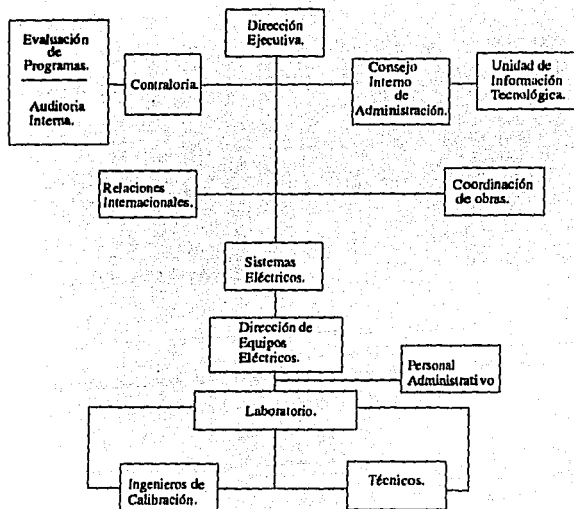 Dirección
Ejecutiva.
Evaluación
de
Programas.
Auditoria
Interna.
Contraloria.
Consejo
Interno
de
Administración.
Unidad de
Información
Tecnológica.
Relaciones
Internacionales.
Coordinación
de obras.
Sistemas
Eléctricos.
Dirección de
Equipos
Eléctricos.
Personal
Administrativo
Laboratorio.
Ingenieros de
Calibración.
Técnicos.